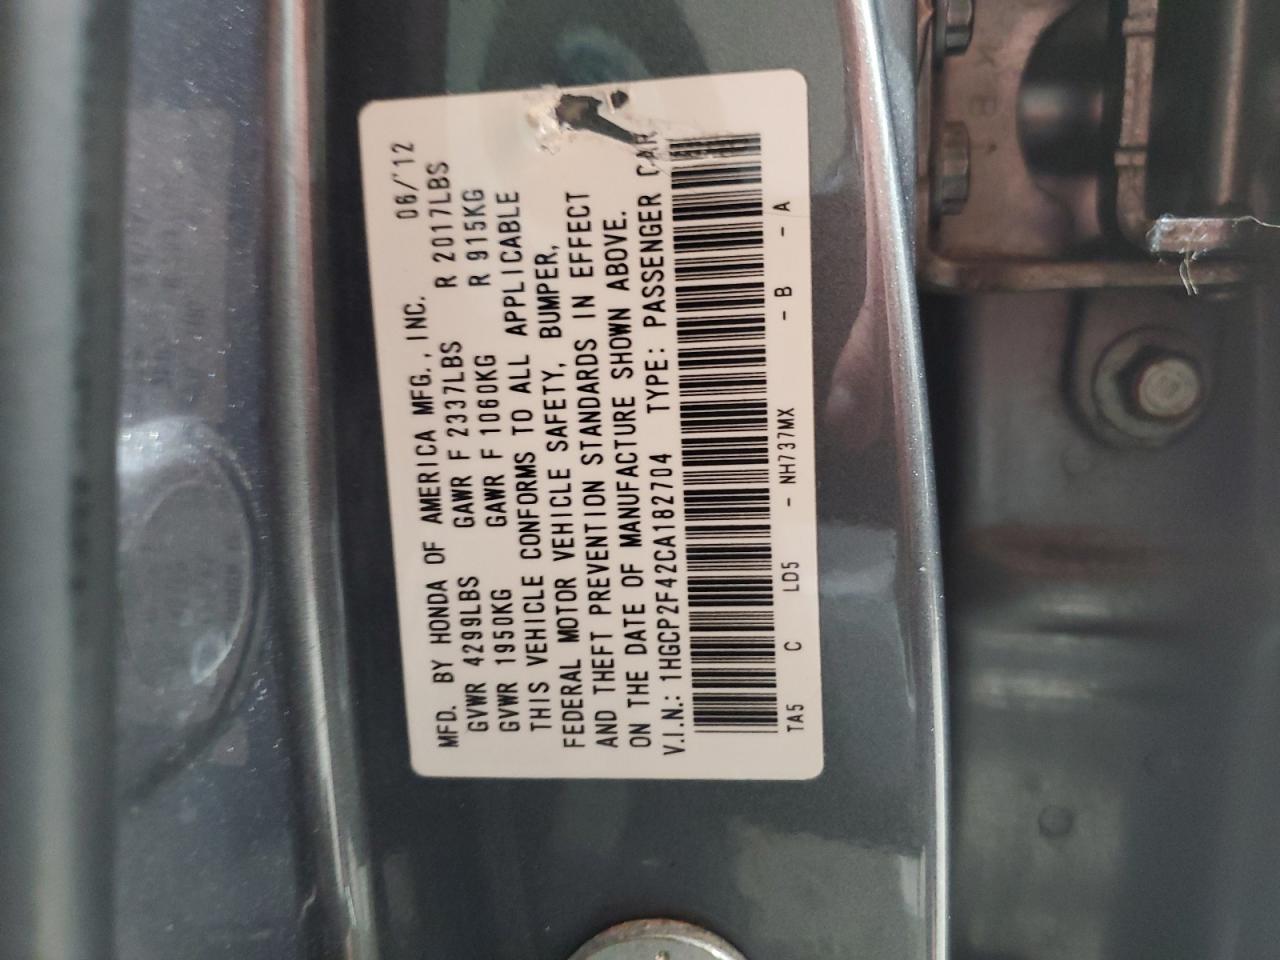 MFD. BY HONDA OF AMERICA MFG., INC. 06/'12
GVWR 4299LBS GAWR F 2337LBS R 2017LBS
GVWR 1950KG GAWR F 1060KG R 915KG
THIS VEHICLE CONFORMS TO ALL APPLICABLE
FEDERAL MOTOR VEHICLE SAFETY, BUMPER,
AND THEFT PREVENTION STANDARDS IN EFFECT
ON THE DATE OF MANUFACTURE SHOWN ABOVE.
V.I.N.: 1HGCP2F42CA182704 TYPE: PASSENGER CAR
TA5 C LD5 - NH737MX - B - A